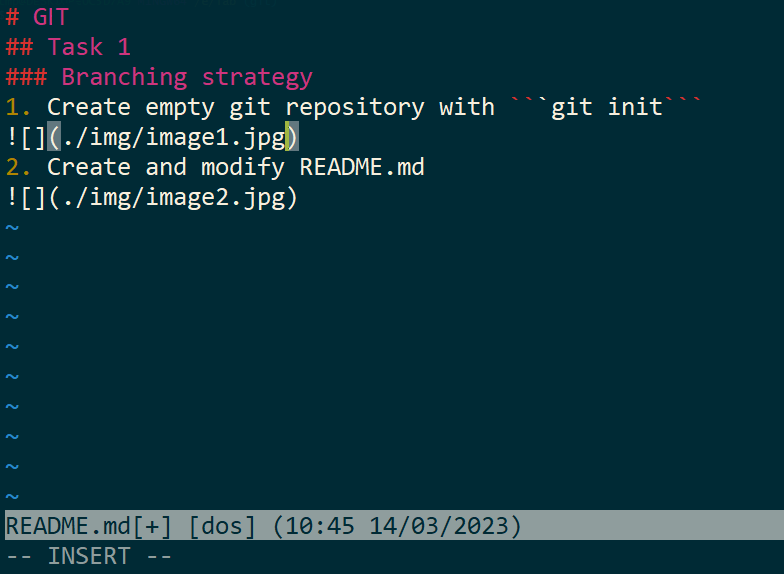 # GIT
## Task 1
### Branching strategy
1. Create empty git repository with ```git init```
![](./img/image1.jpg)
2. Create and modify README.md
![](./img/image2.jpg)
~
~
~
~
~
~
~
~
~
~
README.md[+] [dos] (10:45 14/03/2023)
-- INSERT --